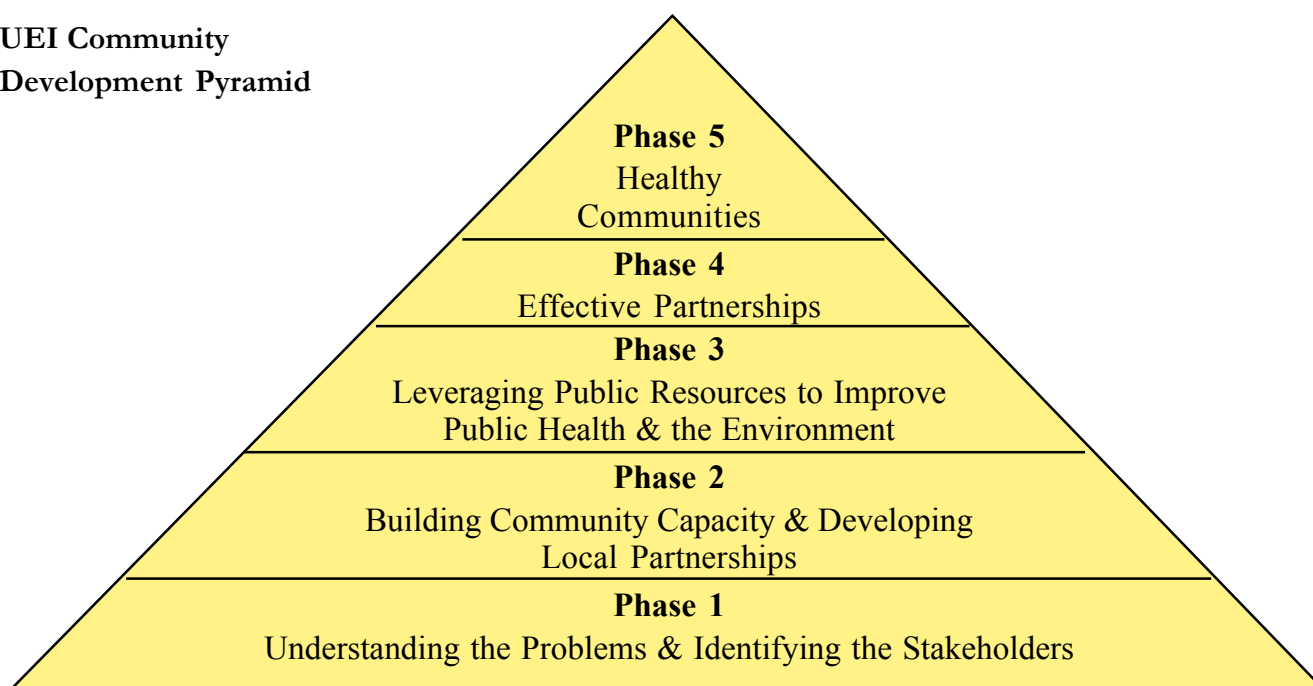 UEI Community
Development Pyramid
Phase 5
Healthy
Communities
Phase 4
Effective Partnerships
Phase 3
Leveraging Public Resources to Improve
Public Health & the Environment
Phase 2
Building Community Capacity & Developing
Local Partnerships
Phase 1
Understanding the Problems & Identifying the Stakeholders